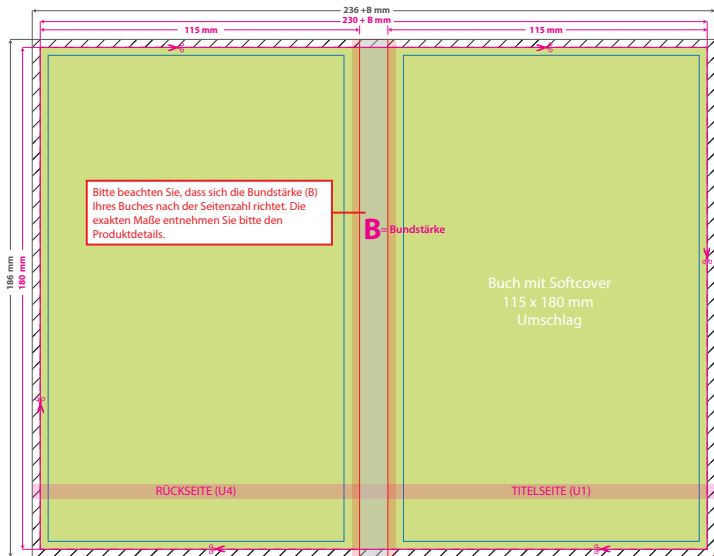 236 +B mm
230 + B mm
115 mm
115 mm
186 mm
180 mm
Bitte beachten Sie, dass sich die Bundstärke (B)
Ihres Buches nach der Seitenzahl richtet. Die
exakten Maße entnehmen Sie bitte den
Produktdetails.
B = Bundstärke
Buch mit Softcover
115 x 180 mm
Umschlag
RÜCKSEITE (U4)
TITELSEITE (U1)